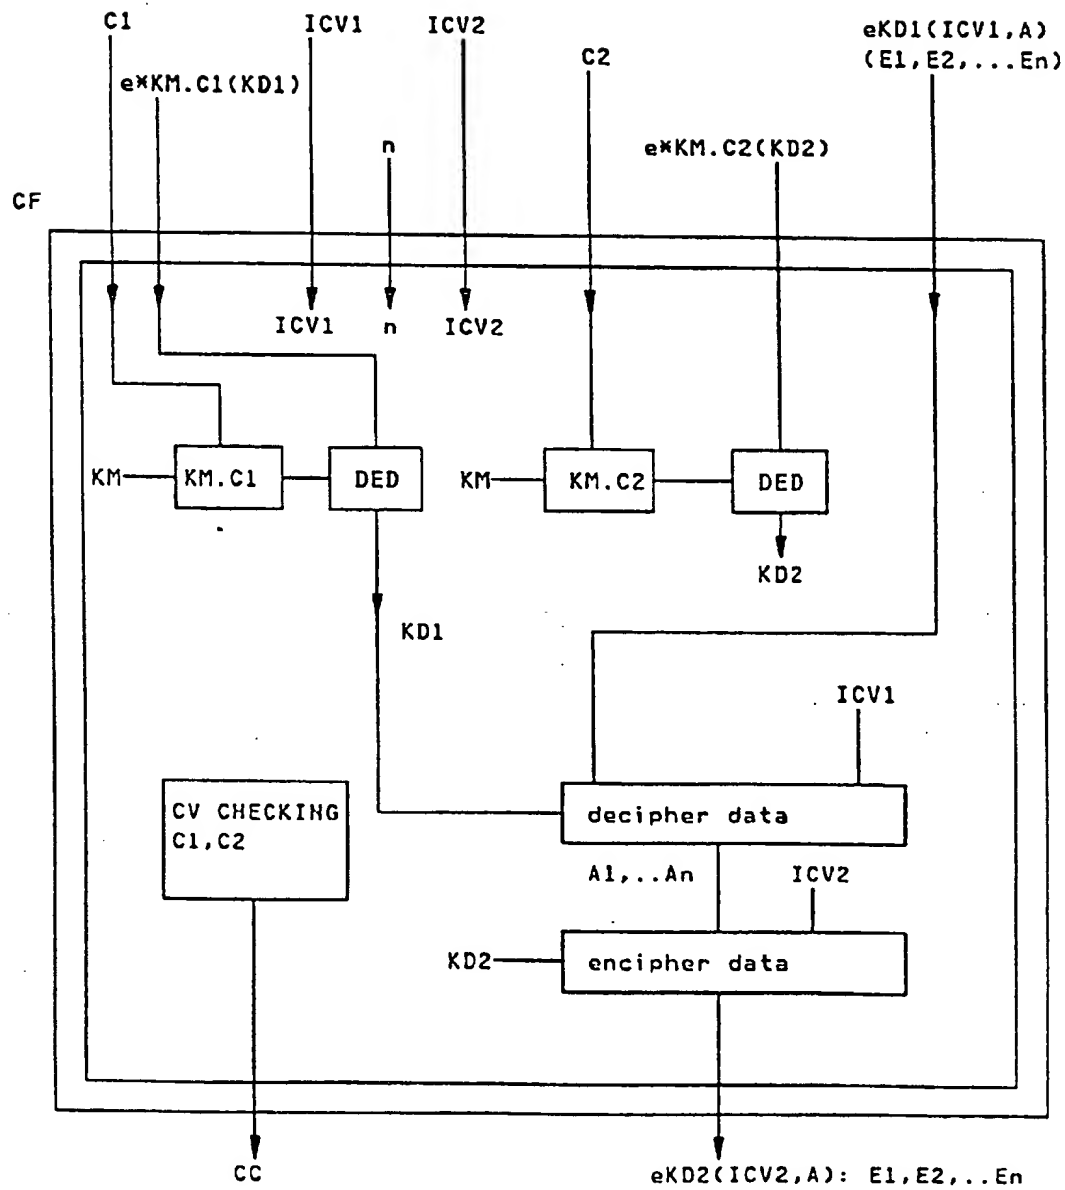 C1
ICV1
ICV2
eKD1(ICV1,A)
(E1,E2,...En)
C2
e*KM.C1(KD1)
n
e*KM.C2(KD2)
CF
ICV1
n
ICV2
KM
KM.C1
DED
KM
KM.C2
DED
KD2
KD1
ICV1
CV CHECKING
C1,C2
decipher data
A1,..An
ICV2
KD2
encipher data
CC
eKD2(ICV2,A): E1,E2,..En